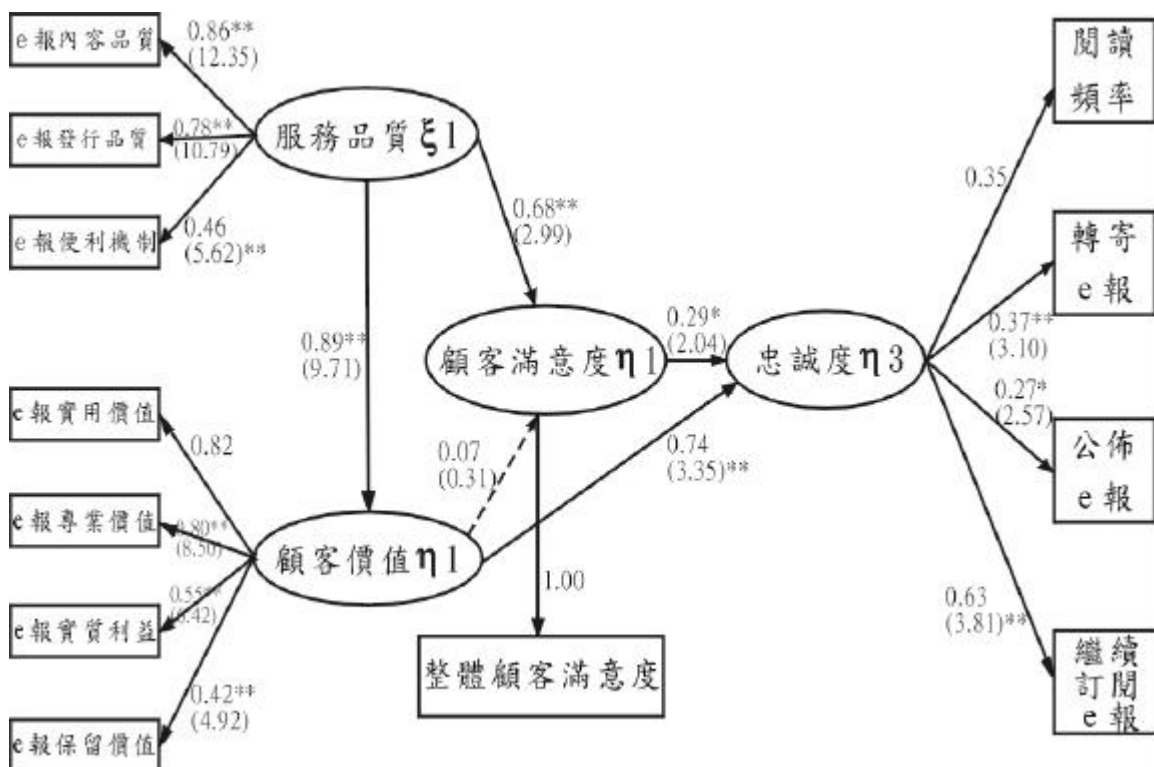 e報內容品質
0.86**
(12.35)
e報發行品質
0.78**
(10.79)
e報便利機制
0.46
(5.62)**
服務品質ξ1
0.68**
(2.99)
0.89**
(9.71)
顧客滿意度η1
0.29*
(2.04)
忠誠度η3
閱讀
頻率
0.35
轉寄
e報
0.37**
(3.10)
0.27*
(2.57)
公佈
e報
0.63
(3.81)**
繼續
訂閱
e報
e報實用價值
0.82
e報專業價值
0.80**
(8.50)
e報實質利益
0.55**
e報保留價值
0.42**
(4.92)
顧客價值η1
0.07
(0.31)
0.74
(3.35)**
1.00
整體顧客滿意度